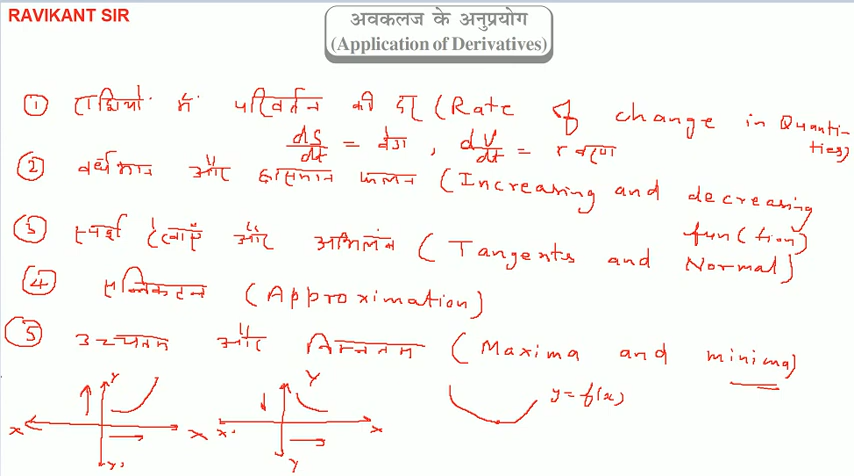 RAVIKANT SIR
अवकलज के अनुप्रयोग
(Application of Derivatives)
① राशियों में परिवर्तन की दर (Rate of change in Quantities)
ds/dt = वेग , dv/dt = त्वरण
② वर्धमान और ह्रासमान फलन (Increasing and decreasing function)
③ स्पर्श रेखाएँ और अभिलंब (Tangents and Normal)
④ सन्निकटन (Approximation)
⑤ उच्चतम और निम्नतम (Maxima and minima)
y y y=f(x)
x x x' x
y' y